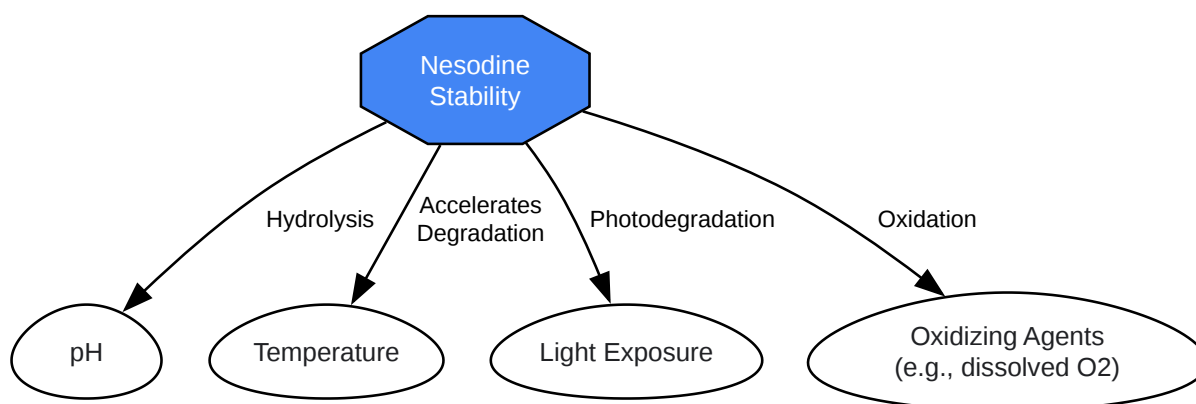 Nesodine
Stability
Hydrolysis
Accelerates
Degradation
Photodegradation
Oxidation
pH
Temperature
Light Exposure
Oxidizing Agents
(e.g., dissolved O2)